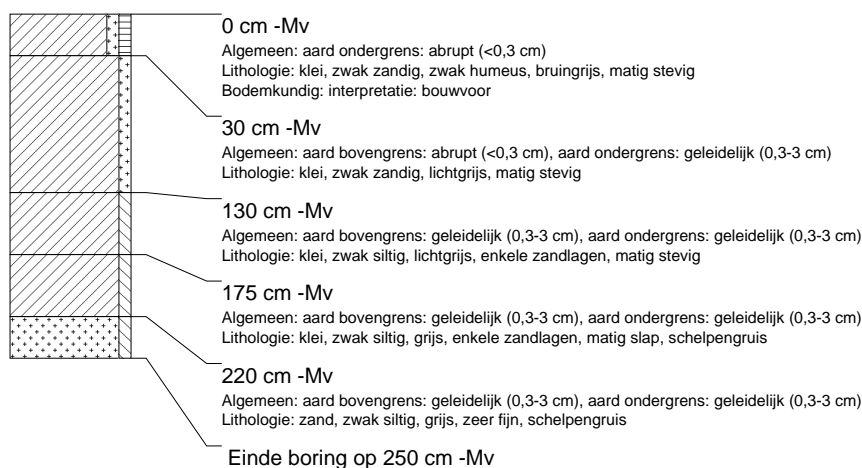 0 cm -Mv
Algemeen: aard ondergrens: abrupt (<0,3 cm)
Lithologie: klei, zwak zandig, zwak humeus, bruingrijs, matig stevig
Bodemkundig: interpretatie: bouwvoor
30 cm -Mv
Algemeen: aard bovengrens: abrupt (<0,3 cm), aard ondergrens: geleidelijk (0,3-3 cm)
Lithologie: klei, zwak zandig, lichtgrijs, matig stevig
130 cm -Mv
Algemeen: aard bovengrens: geleidelijk (0,3-3 cm), aard ondergrens: geleidelijk (0,3-3 cm)
Lithologie: klei, zwak siltig, lichtgrijs, enkele zandlagen, matig stevig
175 cm -Mv
Algemeen: aard bovengrens: geleidelijk (0,3-3 cm), aard ondergrens: geleidelijk (0,3-3 cm)
Lithologie: klei, zwak siltig, grijs, enkele zandlagen, matig slap, schelpengruis
220 cm -Mv
Algemeen: aard bovengrens: geleidelijk (0,3-3 cm), aard ondergrens: geleidelijk (0,3-3 cm)
Lithologie: zand, zwak siltig, grijs, zeer fijn, schelpengruis
Einde boring op 250 cm -Mv